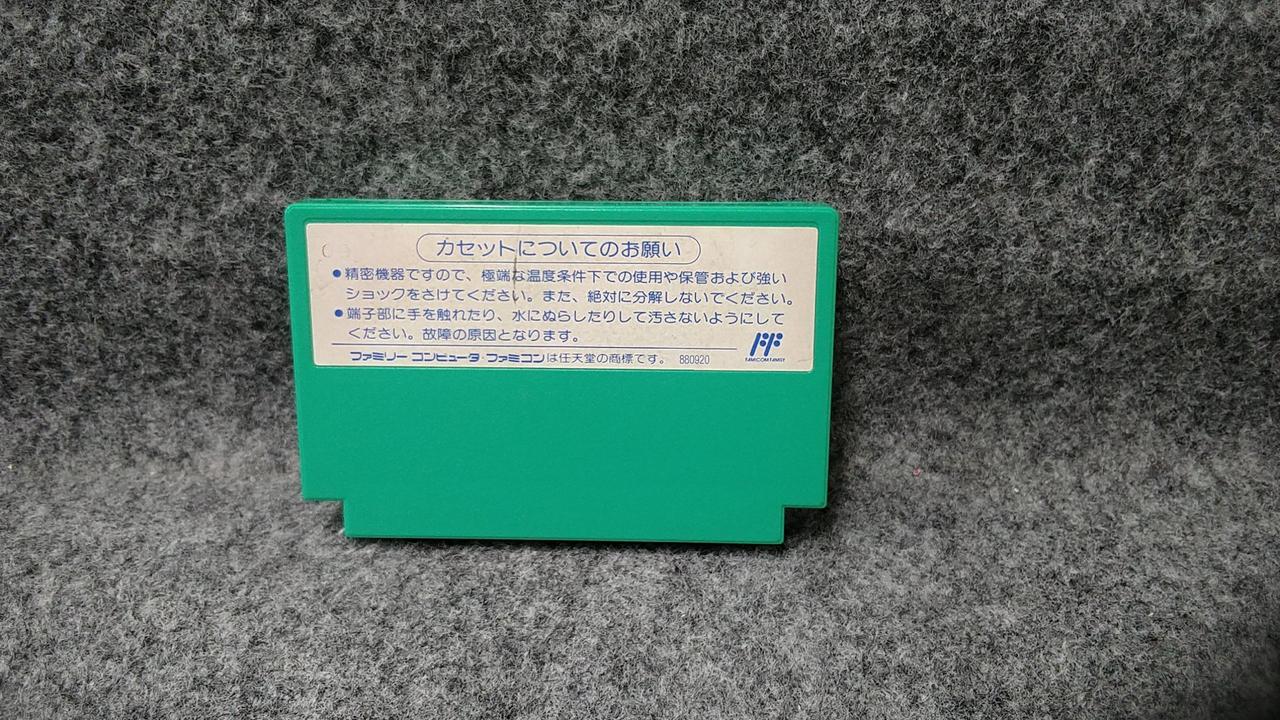 カセットについてのお願い
●精密機器ですので、極端な温度条件下での使用や保管および強い
ショックをさけてください。また、絶対に分解しないでください。
●端子部に手を触れたり、水にぬらしたりして汚さないようにして
ください。故障の原因となります。
ファミリー コンピュータ・ファミコンは任天堂の商標です。 880920
FF
FAMICOM FAMILY